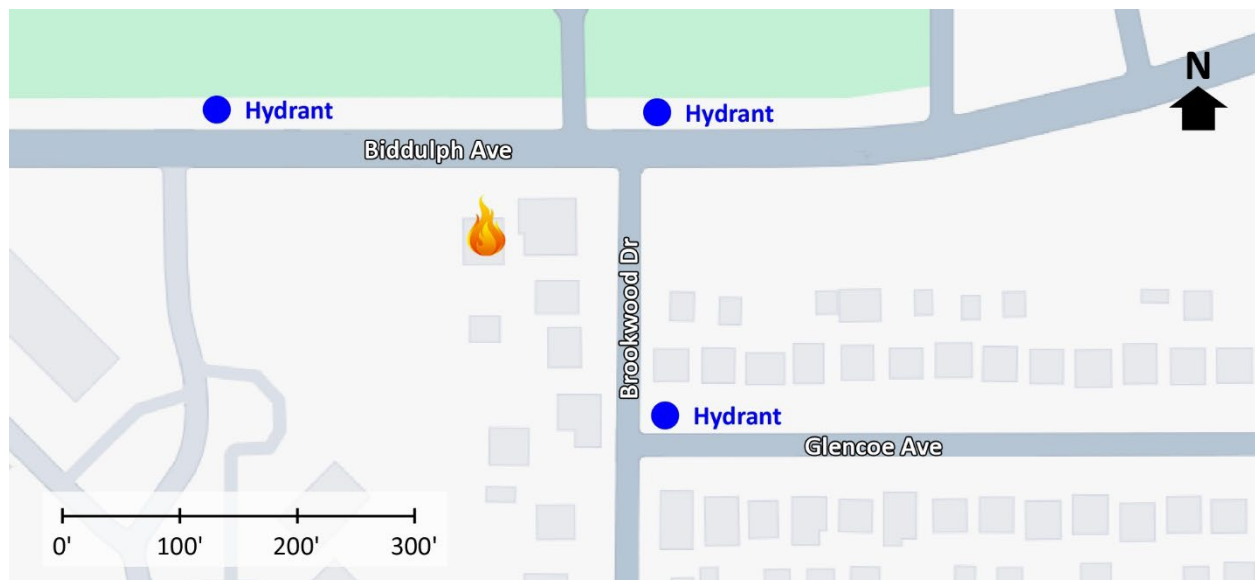 N
Hydrant
Hydrant
Biddulph Ave
Brookwood Dr
Hydrant
Glencoe Ave
0' 100' 200' 300'